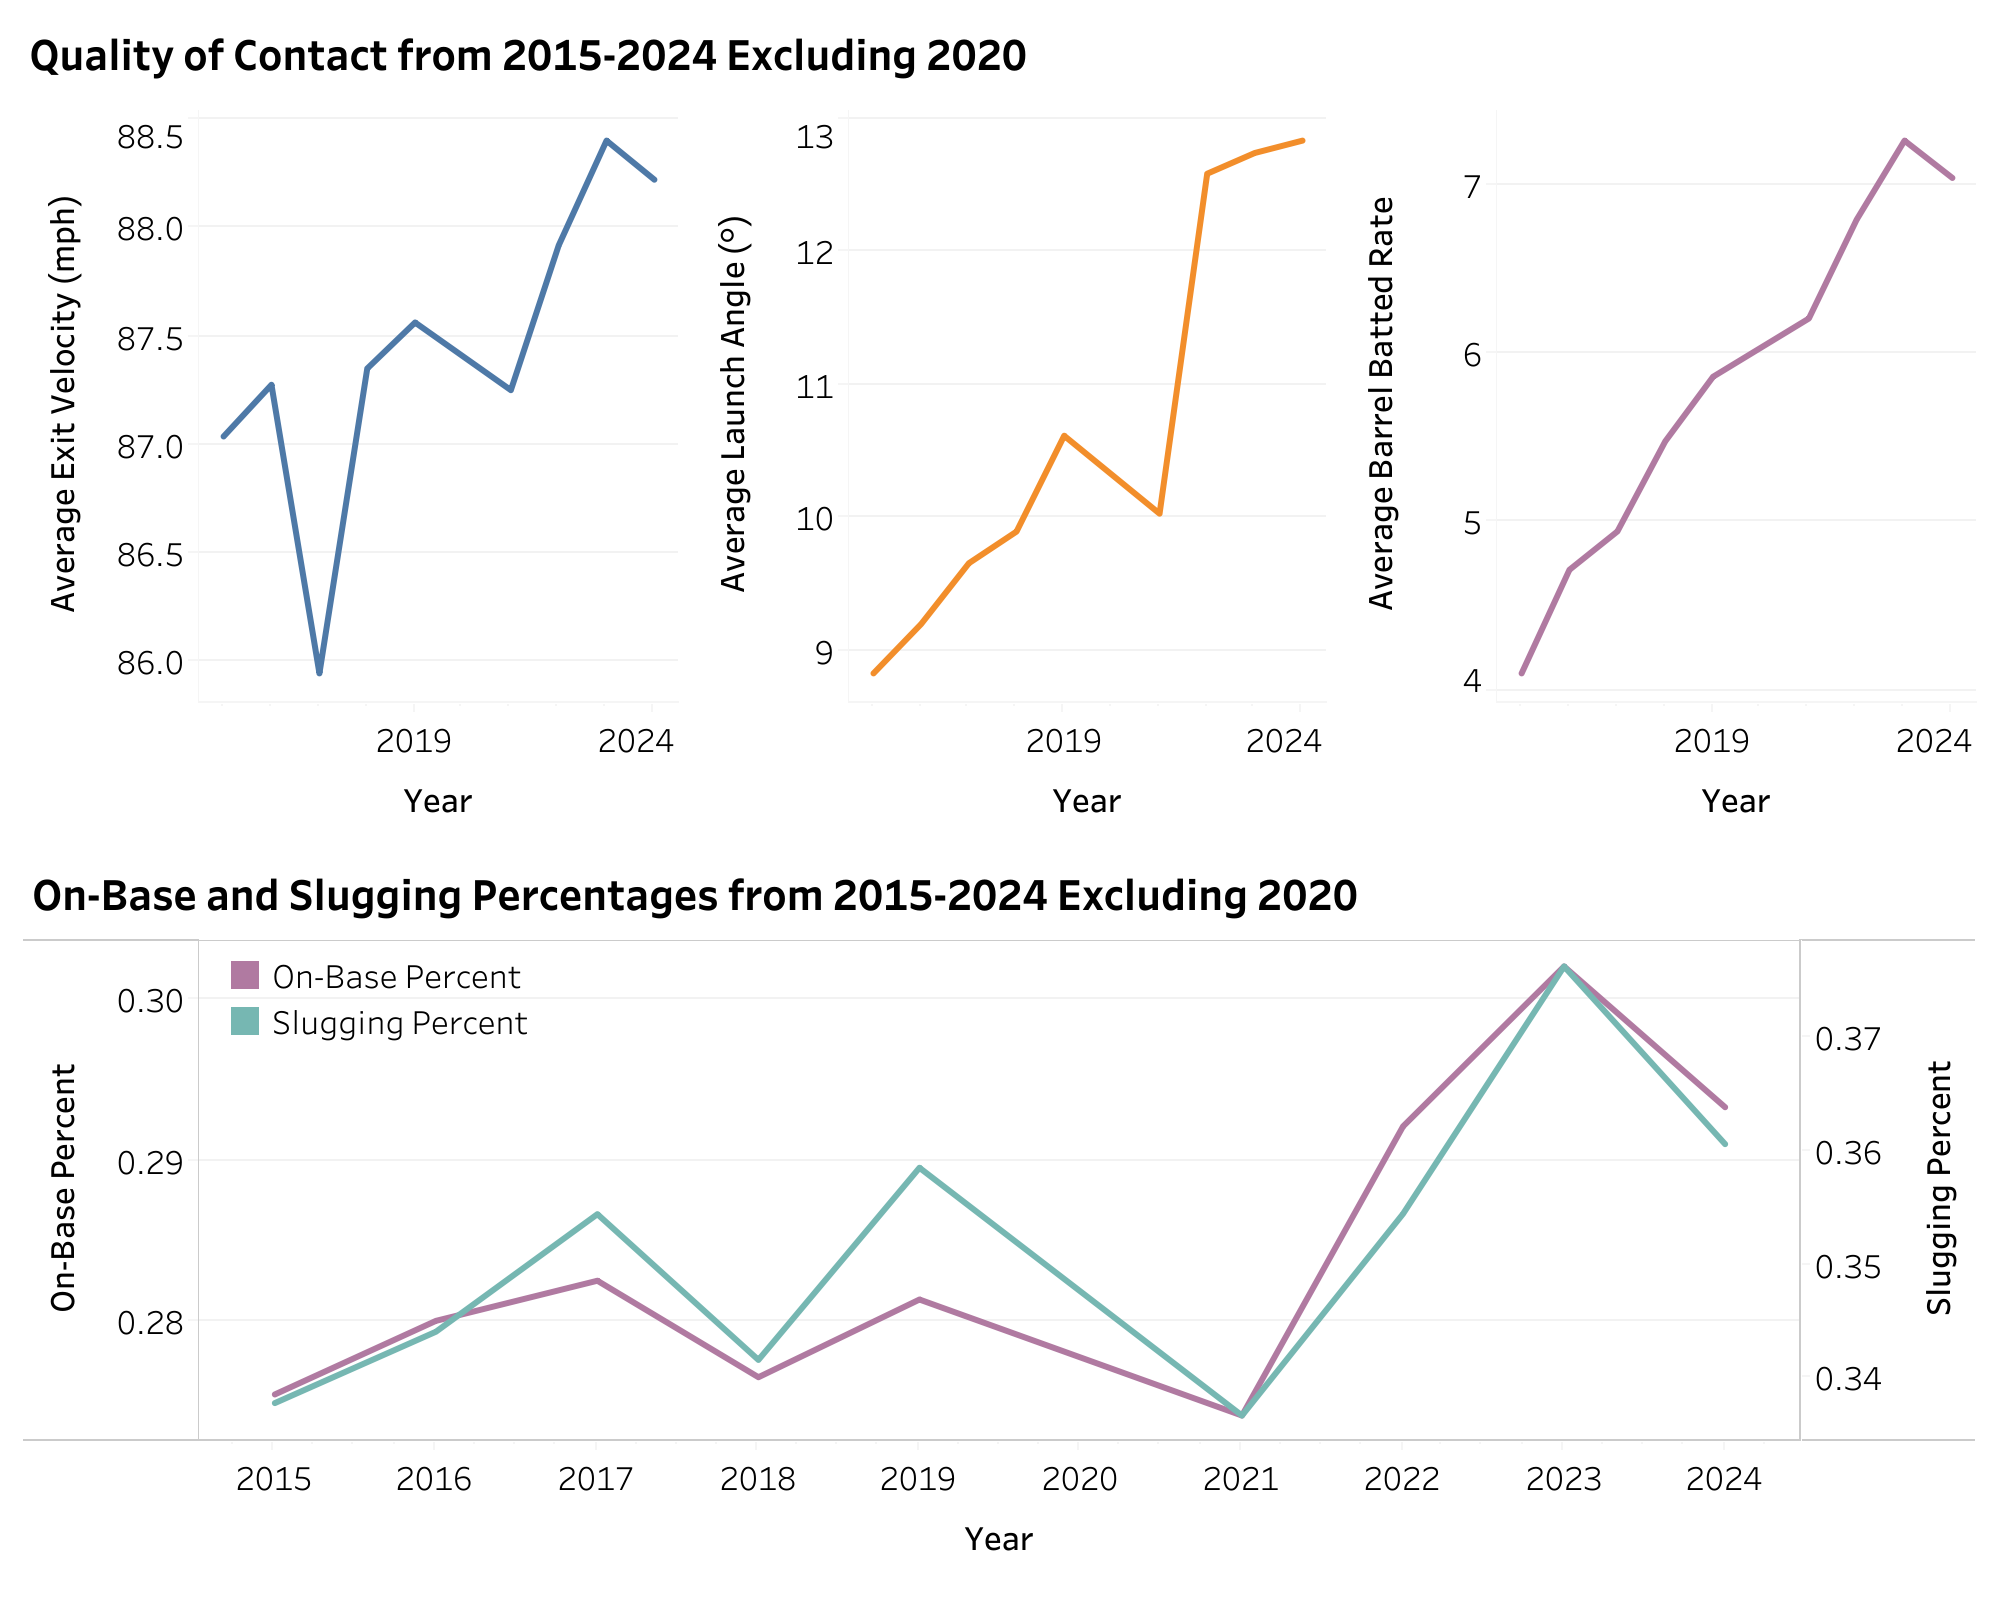 Quality of Contact from 2015-2024 Excluding 2020
Average Exit Velocity (mph)
88.5
88.0
87.5
87.0
86.5
86.0
2019
2024
Year
Average Launch Angle (°)
13
12
11
10
9
2019
2024
Year
Average Barrel Batted Rate
7
6
5
4
2019
2024
Year
On-Base and Slugging Percentages from 2015-2024 Excluding 2020
On-Base Percent
Slugging Percent
On-Base Percent
0.30
0.29
0.28
0.37
0.36
0.35
0.34
Slugging Percent
2015 2016 2017 2018 2019 2020 2021 2022 2023 2024
Year